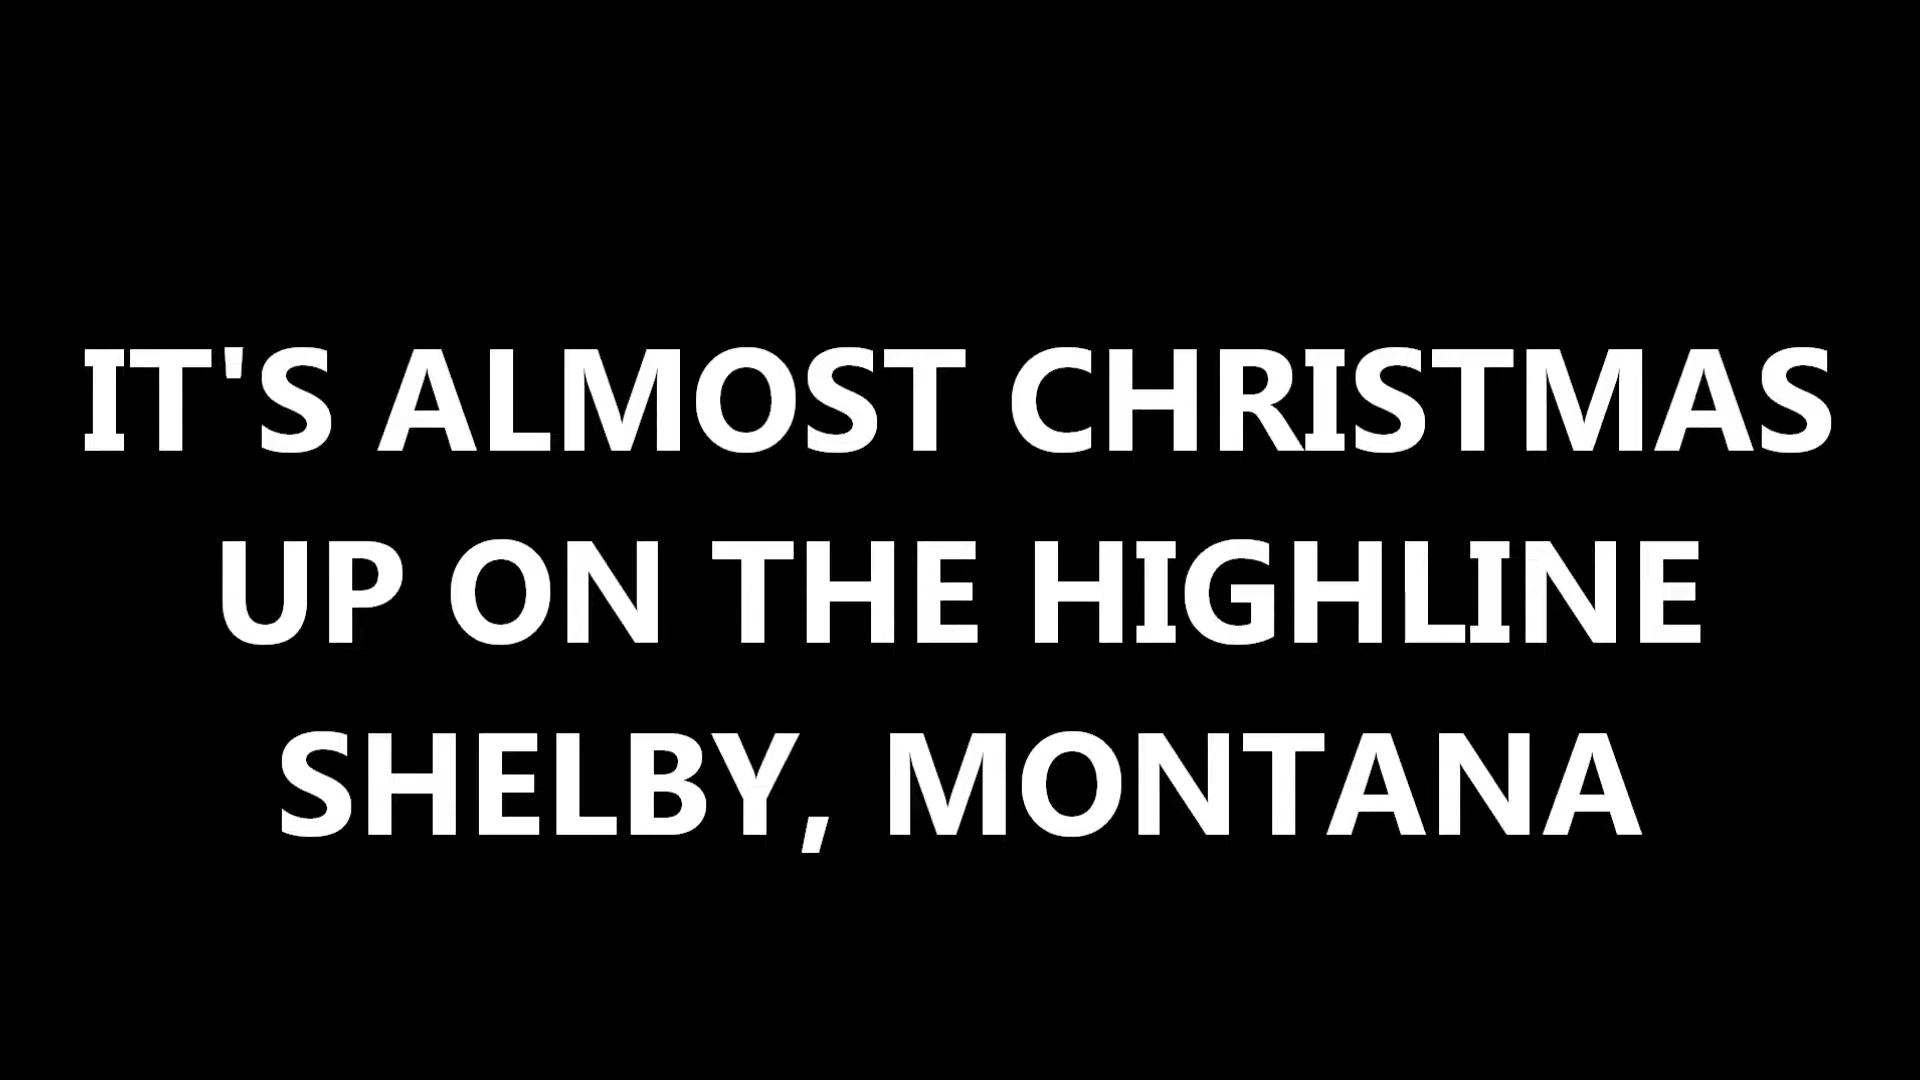 IT'S ALMOST CHRISTMAS
UP ON THE HIGHLINE
SHELBY, MONTANA